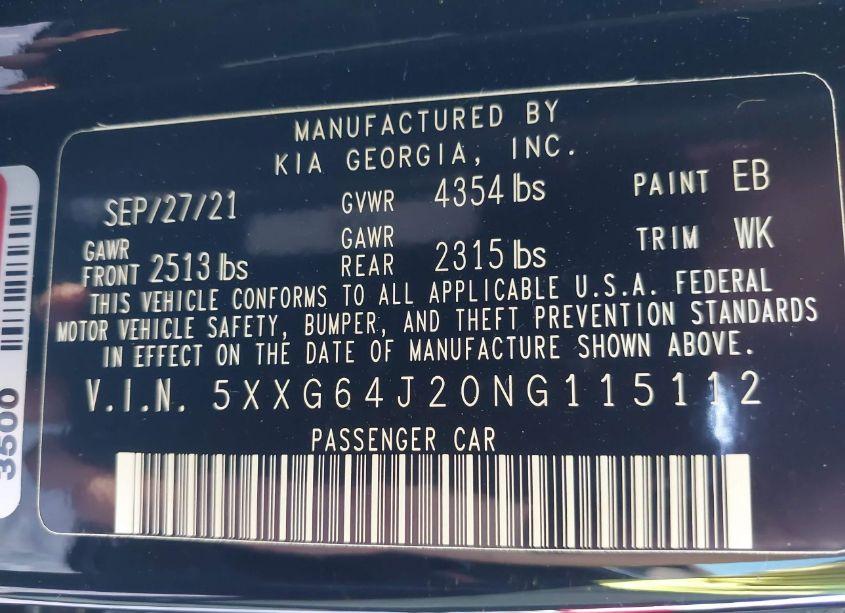 MANUFACTURED BY
KIA GEORGIA, INC.
SEP/27/21 GVWR 4354 lbs PAINT EB
GAWR FRONT 2513 lbs GAWR REAR 2315 lbs TRIM WK
THIS VEHICLE CONFORMS TO ALL APPLICABLE U.S.A. FEDERAL
MOTOR VEHICLE SAFETY, BUMPER, AND THEFT PREVENTION STANDARDS
IN EFFECT ON THE DATE OF MANUFACTURE SHOWN ABOVE.
V.I.N. 5XXG64J20NG115112
PASSENGER CAR
3500